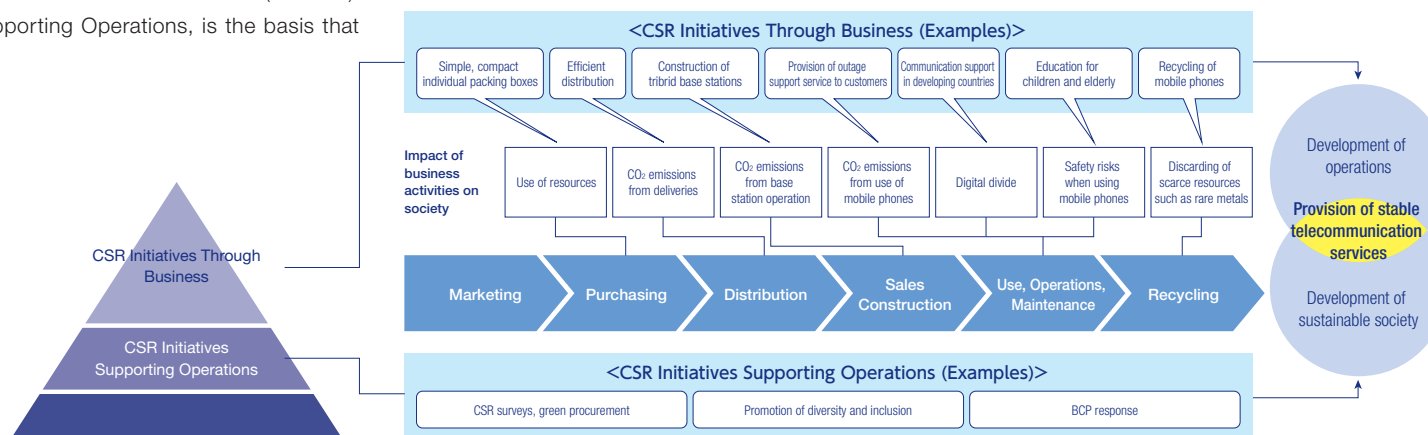 pporting Operations, is the basis that
<CSR Initiatives Through Business (Examples)>
Simple, compact
individual packing boxes
Efficient
distribution
Construction of
tribrid base stations
Provision of outage
support service to customers
Communication support
in developing countries
Education for
children and elderly
Recycling of
mobile phones
Impact of
business
activities on
society
Use of resources
CO₂ emissions
from deliveries
CO₂ emissions
from base
station operation
CO₂ emissions
from use of
mobile phones
Digital divide
Safety risks
when using
mobile phones
Discarding of
scarce resources
such as rare metals
Marketing
Purchasing
Distribution
Sales
Construction
Use, Operations,
Maintenance
Recycling
Development of
operations
Provision of stable
telecommunication
services
Development of
sustainable society
CSR Initiatives Through
Business
CSR Initiatives
Supporting Operations
<CSR Initiatives Supporting Operations (Examples)>
CSR surveys, green procurement
Promotion of diversity and inclusion
BCP response